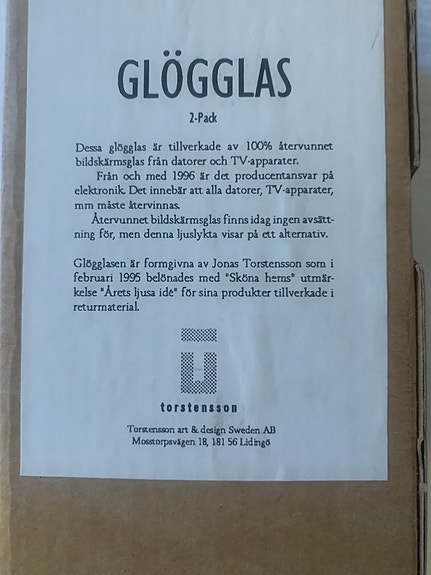 GLÖGGLAS
2-Pack
Dessa glögglas är tillverkade av 100% återvunnet
bildskärmsglas från datorer och TV-apparater.
Från och med 1996 är det producentansvar på
elektronik. Det innebär att alla datorer, TV-apparater,
mm måste återvinnas.
Återvunnet bildskärmsglas finns idag ingen avsätt-
ning för, men denna ljuslykta visar på ett alternativ.
Glögglasen är formgivna av Jonas Torstensson som i
februari 1995 belönades med "Sköna hems" utmär-
kelse "Årets ljusa idé" för sina produkter tillverkade i
returmaterial.
torstensson
Torstensson art & design Sweden AB
Mosstorpsvägen 18, 181 56 Lidingö